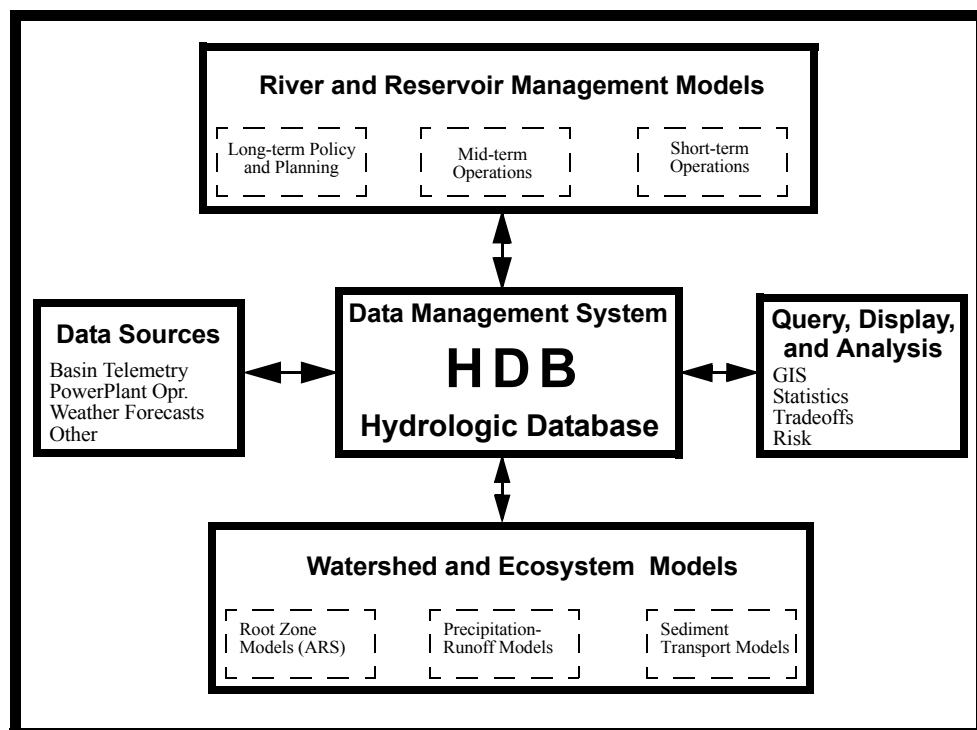 River and Reservoir Management Models
Long-term Policy
and Planning
Mid-term
Operations
Short-term
Operations
Data Sources
Basin Telemetry
PowerPlant Opr.
Weather Forecasts
Other
Data Management System
HDB
Hydrologic Database
Query, Display,
and Analysis
GIS
Statistics
Tradeoffs
Risk
Watershed and Ecosystem Models
Root Zone
Models (ARS)
Precipitation-
Runoff Models
Sediment
Transport Models